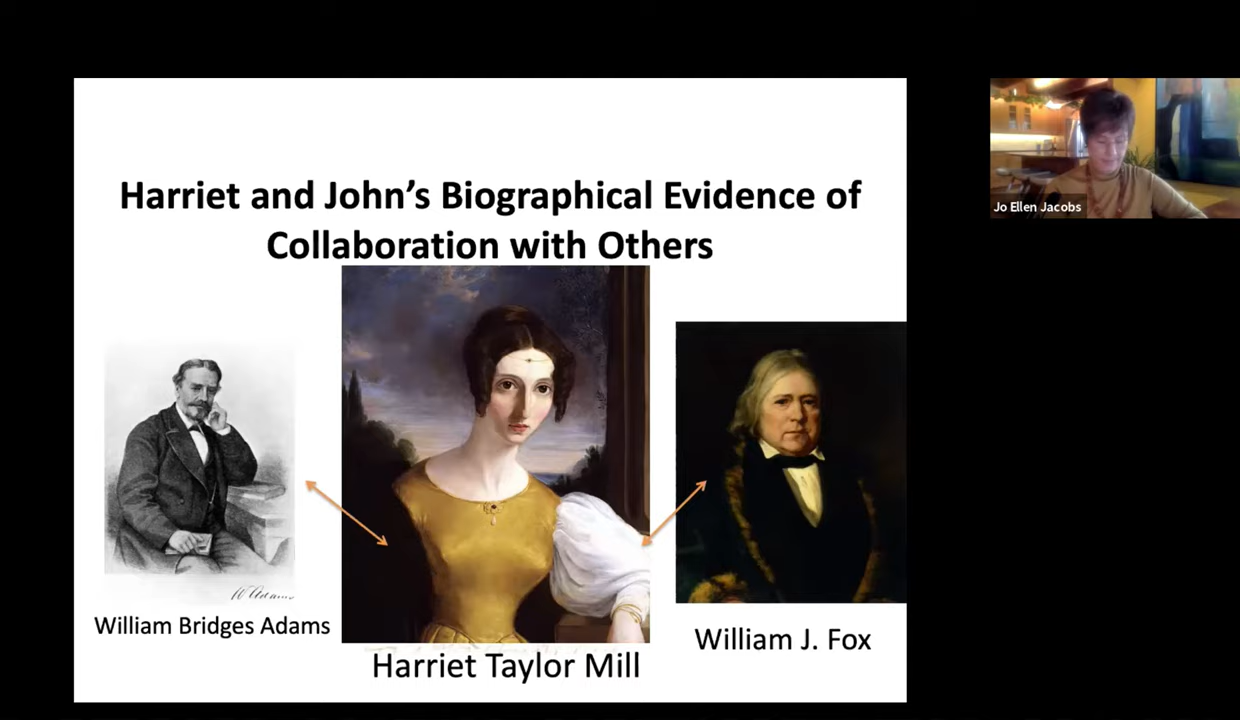 Harriet and John's Biographical Evidence of
Collaboration with Others
Jo Ellen Jacobs
W Adams
William Bridges Adams
William J. Fox
Harriet Taylor Mill